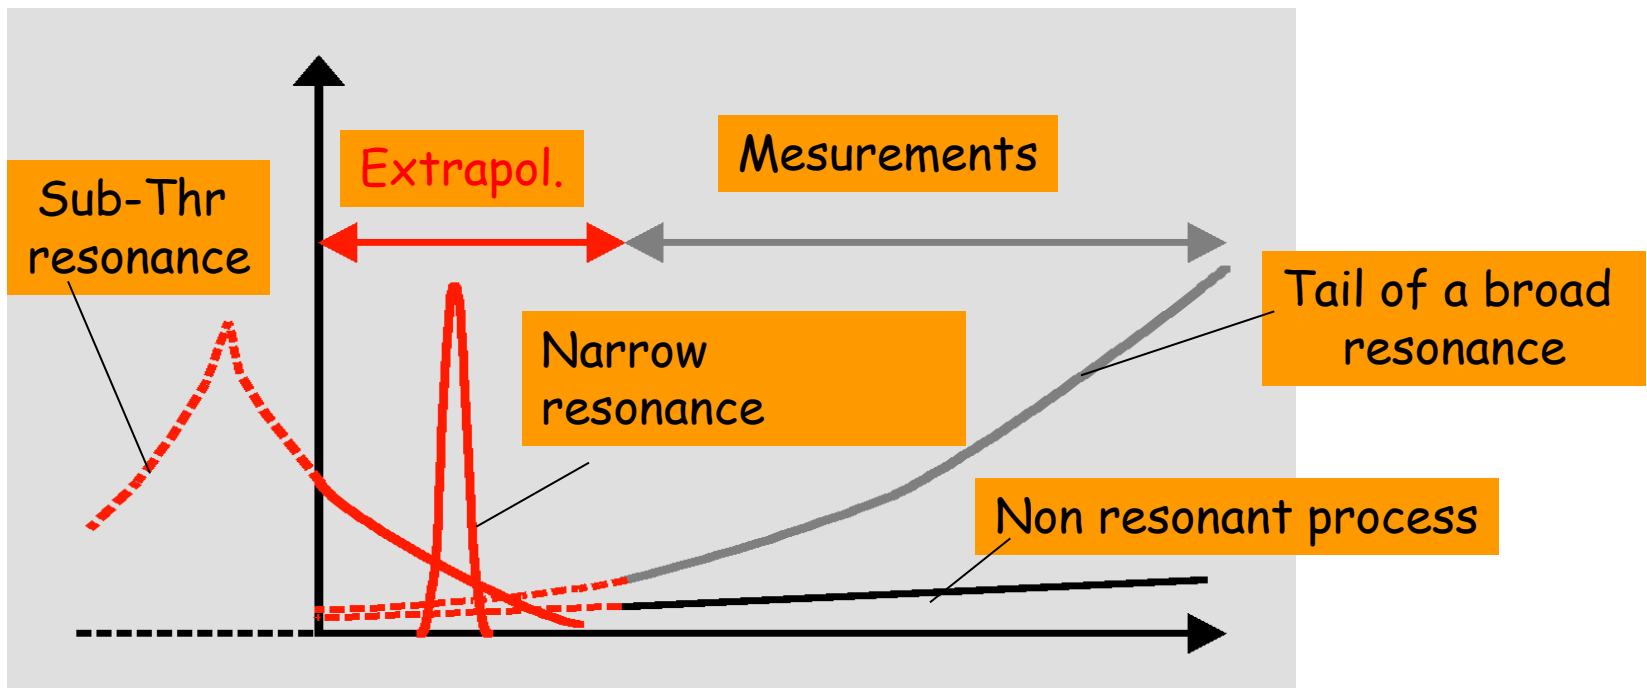 Extrapol.
Mesurements
Sub-Thr
resonance
Tail of a broad
resonance
Narrow
resonance
Non resonant process